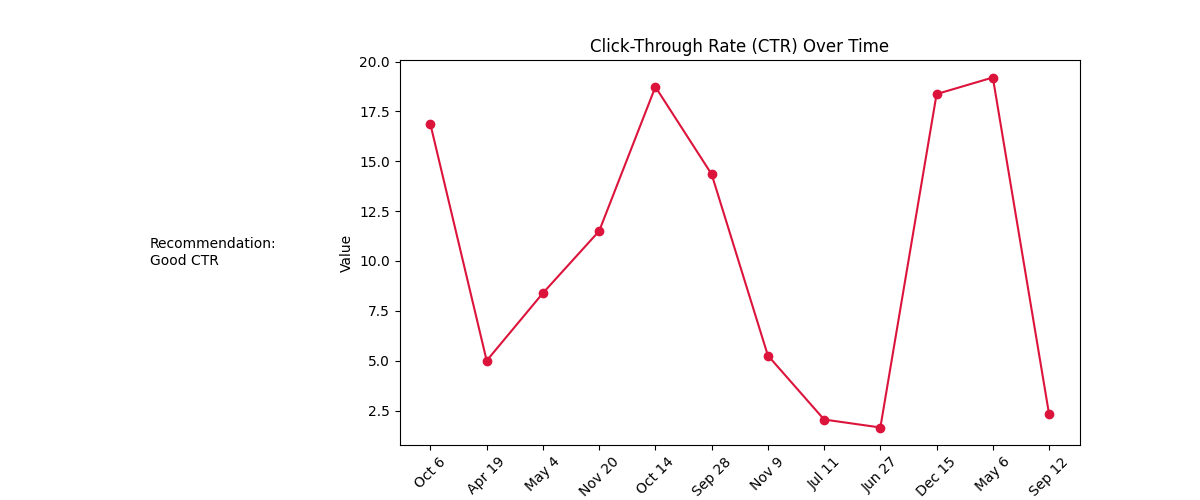 Click-Through Rate (CTR) Over Time
20.0
17.5
15.0
12.5
10.0
7.5
5.0
2.5
Value
Recommendation:
Good CTR
Oct 6
Apr 19
May 4
Nov 20
Oct 14
Sep 28
Nov 9
Jul 11
Jun 27
Dec 15
May 6
Sep 12